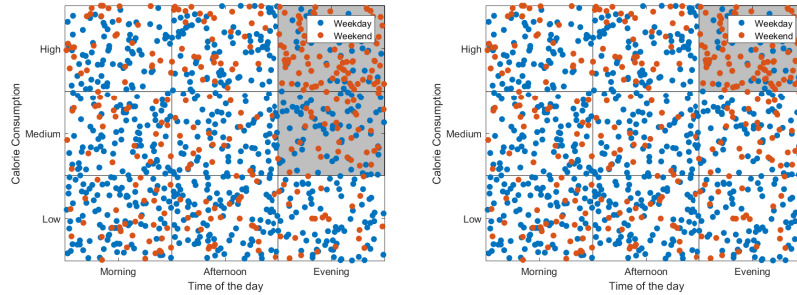 Weekday
Weekend
High
Medium
Low
Calorie Consumption
Morning
Afternoon
Evening
Time of the day
Weekday
Weekend
High
Medium
Low
Calorie Consumption
Morning
Afternoon
Evening
Time of the day